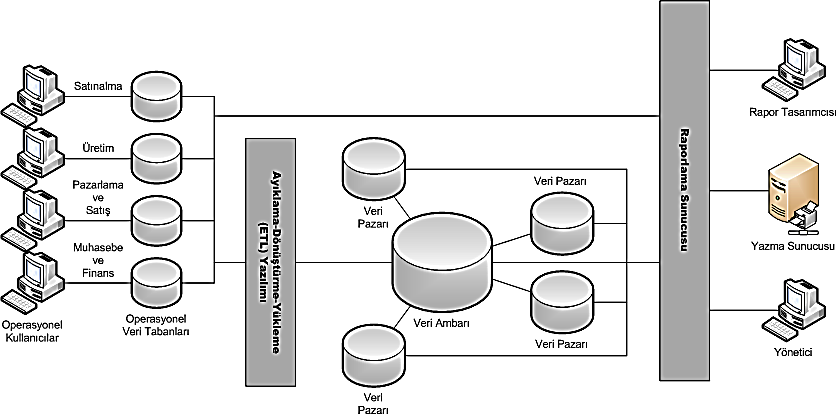 Satınalma
Üretim
Pazarlama
ve
Satış
Muhasebe
ve
Finans
Operasyonel
Kullanıcılar
Operasyonel
Veri Tabanları
Ayıklama-Dönüştürme-Yükleme
(ETL) Yazılımı
Veri
Pazarı
Veri Pazarı
Veri Ambarı
Veri Pazarı
Veri
Pazarı
Raporlama Sunucusu
Rapor Tasarımcısı
Yazma Sunucusu
Yönetici